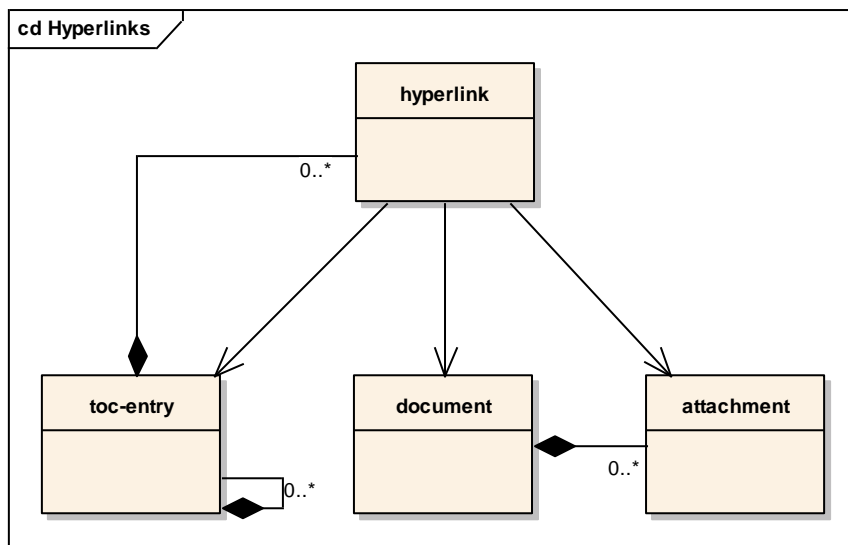 cd Hyperlinks
hyperlink
0..*
toc-entry
document
attachment
0..*
0..*